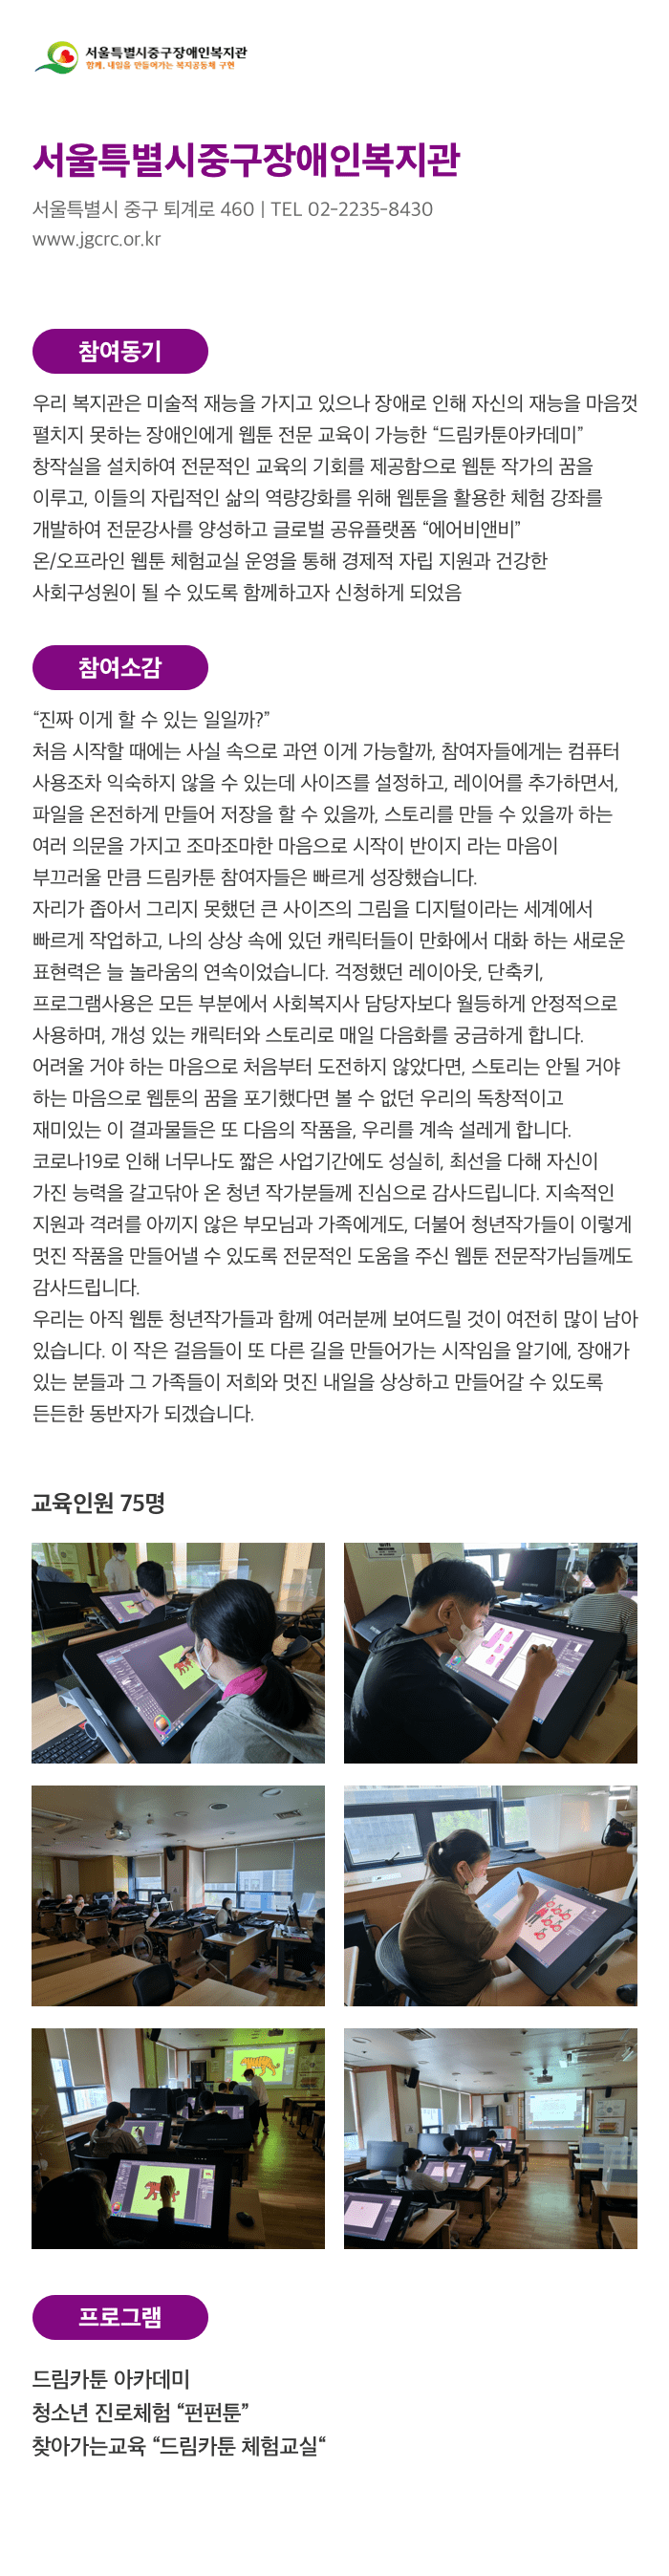 서울특별시중구장애인복지관
함께, 내일을 만들어가는 복지공동체 구현
서울특별시중구장애인복지관
서울특별시 중구 퇴계로 460 | TEL 02-2235-8430
www.jgcrc.or.kr
참여동기
우리 복지관은 미술적 재능을 가지고 있으나 장애로 인해 자신의 재능을 마음껏
펼치지 못하는 장애인에게 웹툰 전문 교육이 가능한 “드림카툰아카데미”
창작실을 설치하여 전문적인 교육의 기회를 제공함으로 웹툰 작가의 꿈을
이루고, 이들의 자립적인 삶의 역량강화를 위해 웹툰을 활용한 체험 강좌를
개발하여 전문강사를 양성하고 글로벌 공유플랫폼 “에어비앤비”
온/오프라인 웹툰 체험교실 운영을 통해 경제적 자립 지원과 건강한
사회구성원이 될 수 있도록 함께하고자 신청하게 되었음
참여소감
“진짜 이게 할 수 있는 일일까?”
처음 시작할 때에는 사실 속으로 과연 이게 가능할까, 참여자들에게는 컴퓨터
사용조차 익숙하지 않을 수 있는데 사이즈를 설정하고, 레이어를 추가하면서,
파일을 온전하게 만들어 저장을 할 수 있을까, 스토리를 만들 수 있을까 하는
여러 의문을 가지고 조마조마한 마음으로 시작이 반이지 라는 마음이
부끄러울 만큼 드림카툰 참여자들은 빠르게 성장했습니다.
자리가 좁아서 그리지 못했던 큰 사이즈의 그림을 디지털이라는 세계에서
빠르게 작업하고, 나의 상상 속에 있던 캐릭터들이 만화에서 대화 하는 새로운
표현력은 늘 놀라움의 연속이었습니다. 걱정했던 레이아웃, 단축키,
프로그램사용은 모든 부분에서 사회복지사 담당자보다 월등하게 안정적으로
사용하며, 개성 있는 캐릭터와 스토리로 매일 다음화를 궁금하게 합니다.
어려울 거야 하는 마음으로 처음부터 도전하지 않았다면, 스토리는 안될 거야
하는 마음으로 웹툰의 꿈을 포기했다면 볼 수 없던 우리의 독창적이고
재미있는 이 결과물들은 또 다음의 작품을, 우리를 계속 설레게 합니다.
코로나19로 인해 너무나도 짧은 사업기간에도 성실히, 최선을 다해 자신이
가진 능력을 갈고닦아 온 청년 작가분들께 진심으로 감사드립니다. 지속적인
지원과 격려를 아끼지 않은 부모님과 가족에게도, 더불어 청년작가들이 이렇게
멋진 작품을 만들어낼 수 있도록 전문적인 도움을 주신 웹툰 전문작가님들께도
감사드립니다.
우리는 아직 웹툰 청년작가들과 함께 여러분께 보여드릴 것이 여전히 많이 남아
있습니다. 이 작은 걸음들이 또 다른 길을 만들어가는 시작임을 알기에, 장애가
있는 분들과 그 가족들이 저희와 멋진 내일을 상상하고 만들어갈 수 있도록
든든한 동반자가 되겠습니다.
교육인원 75명
프로그램
드림카툰 아카데미
청소년 진로체험 “펀펀툰”
찾아가는교육 “드림카툰 체험교실“